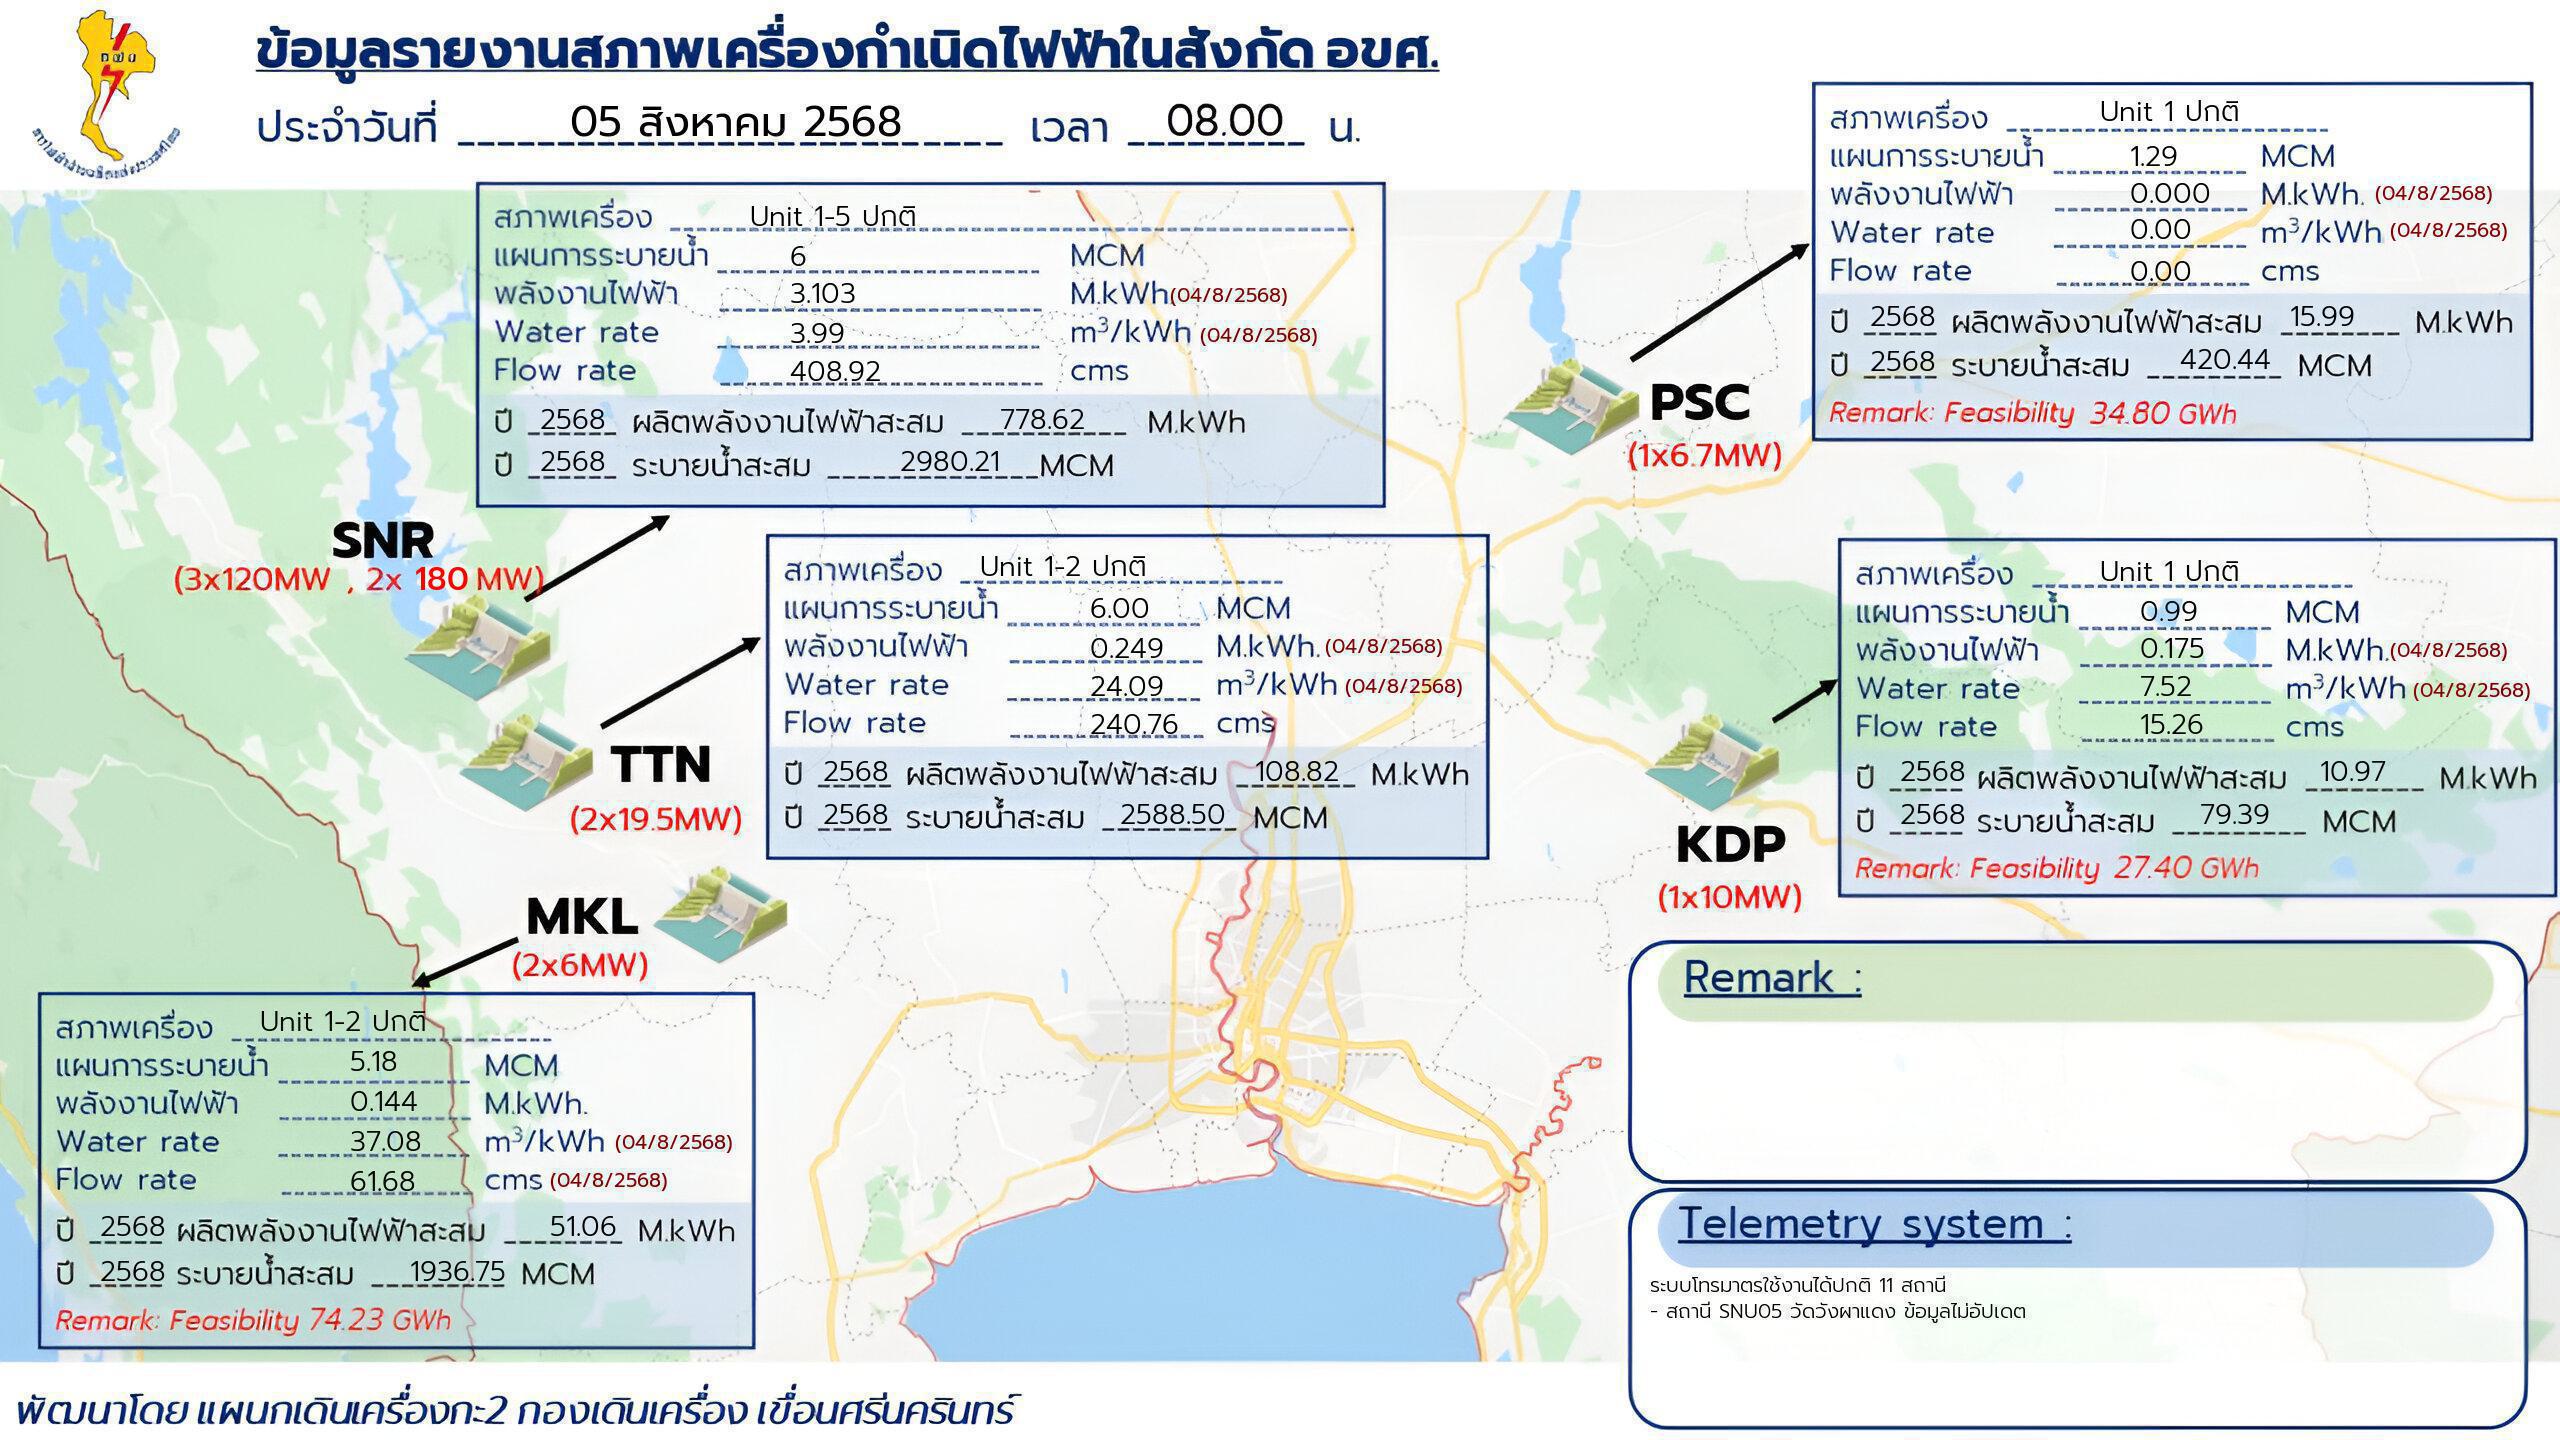 กฟผ
การไฟฟ้าฝ่ายผลิตแห่งประเทศไทย
ข้อมูลรายงานสภาพเครื่องกำเนิดไฟฟ้าในสังกัด อขศ.
ประจำวันที่ 05 สิงหาคม 2568 เวลา 08.00 น.
สภาพเครื่อง Unit 1-5 ปกติ
แผนการระบายน้ำ 6 MCM
พลังงานไฟฟ้า 3.103 M.kWh(04/8/2568)
Water rate 3.99 m³/kWh (04/8/2568)
Flow rate 408.92 cms
ปี 2568 ผลิตพลังงานไฟฟ้าสะสม 778.62 M.kWh
ปี 2568 ระบายน้ำสะสม 2980.21 MCM
SNR
(3x120MW , 2x 180 MW)
สภาพเครื่อง Unit 1-2 ปกติ
แผนการระบายน้ำ 6.00 MCM
พลังงานไฟฟ้า 0.249 M.kWh. (04/8/2568)
Water rate 24.09 m³/kWh (04/8/2568)
Flow rate 240.76 cms
ปี 2568 ผลิตพลังงานไฟฟ้าสะสม 108.82 M.kWh
ปี 2568 ระบายน้ำสะสม 2588.50 MCM
TTN
(2x19.5MW)
MKL
(2x6MW)
สภาพเครื่อง Unit 1-2 ปกติ
แผนการระบายน้ำ 5.18 MCM
พลังงานไฟฟ้า 0.144 M.kWh.
Water rate 37.08 m³/kWh (04/8/2568)
Flow rate 61.68 cms (04/8/2568)
ปี 2568 ผลิตพลังงานไฟฟ้าสะสม 51.06 M.kWh
ปี 2568 ระบายน้ำสะสม 1936.75 MCM
Remark: Feasibility 74.23 GWh
สภาพเครื่อง Unit 1 ปกติ
แผนการระบายน้ำ 1.29 MCM
พลังงานไฟฟ้า 0.000 M.kWh. (04/8/2568)
Water rate 0.00 m³/kWh (04/8/2568)
Flow rate 0.00 cms
ปี 2568 ผลิตพลังงานไฟฟ้าสะสม 15.99 M.kWh
ปี 2568 ระบายน้ำสะสม 420.44 MCM
Remark: Feasibility 34.80 GWh
PSC
(1x6.7MW)
สภาพเครื่อง Unit 1 ปกติ
แผนการระบายน้ำ 0.99 MCM
พลังงานไฟฟ้า 0.175 M.kWh.(04/8/2568)
Water rate 7.52 m³/kWh (04/8/2568)
Flow rate 15.26 cms
ปี 2568 ผลิตพลังงานไฟฟ้าสะสม 10.97 M.kWh
ปี 2568 ระบายน้ำสะสม 79.39 MCM
Remark: Feasibility 27.40 GWh
KDP
(1x10MW)
Remark :
Telemetry system :
ระบบโทรมาตรใช้งานได้ปกติ 11 สถานี
- สถานี SNU05 วัดวังผาแดง ข้อมูลไม่อัปเดต
พัฒนาโดย แผนกเดินเครื่องกะ2 กองเดินเครื่อง เขื่อนศรีนครินทร์